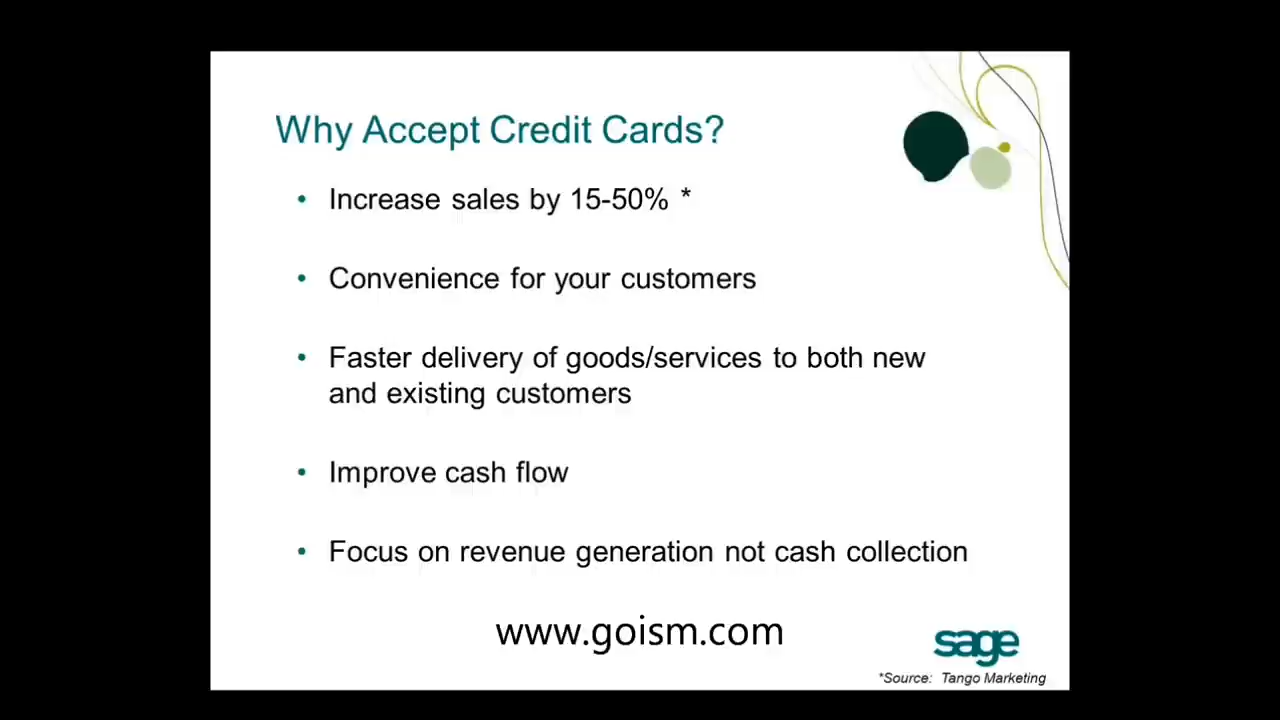 Why Accept Credit Cards?
• Increase sales by 15-50% *
• Convenience for your customers
• Faster delivery of goods/services to both new
and existing customers
• Improve cash flow
• Focus on revenue generation not cash collection
www.goism.com
sage
*Source: Tango Marketing